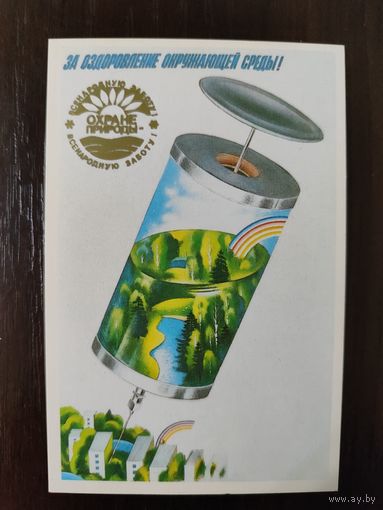 ЗА ОЗДОРОВЛЕНИЕ ОКРУЖАЮЩЕЙ СРЕДЫ!
ВСЕНАРОДНУЮ ЗАБОТУ!
ОХРАНЕ
ПРИРОДЫ-
ВСЕНАРОДНУЮ ЗАБОТУ!
www.ay.by